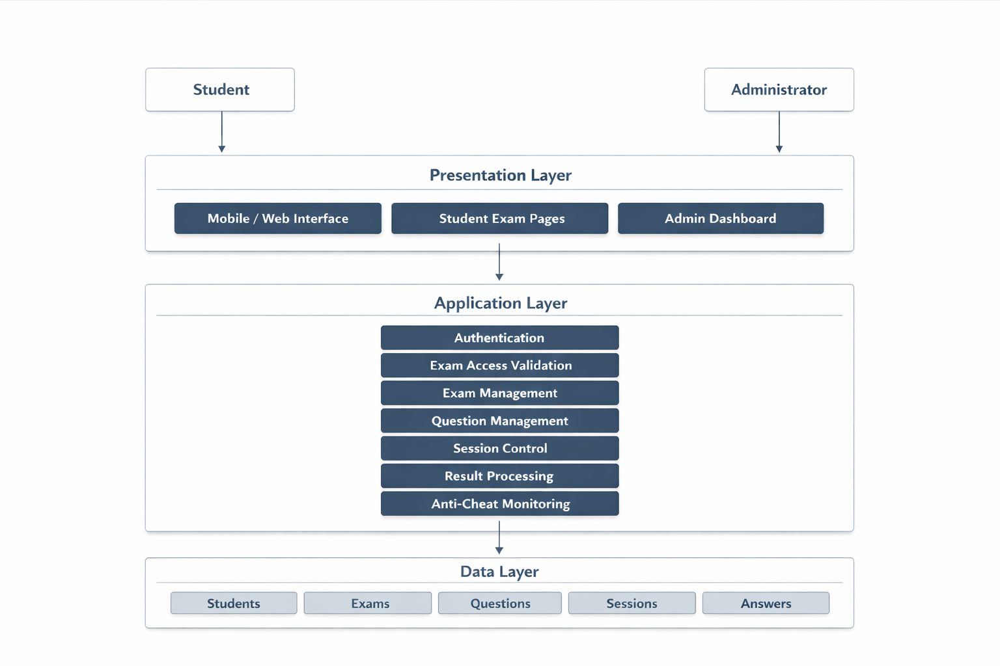 Student
Administrator
Presentation Layer
Mobile / Web Interface
Student Exam Pages
Admin Dashboard
Application Layer
Authentication
Exam Access Validation
Exam Management
Question Management
Session Control
Result Processing
Anti-Cheat Monitoring
Data Layer
Students
Exams
Questions
Sessions
Answers